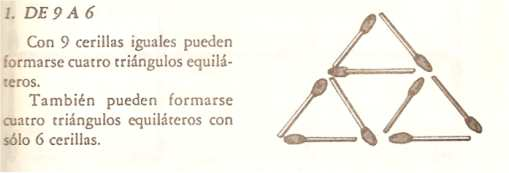 1. DE 9 A 6
Con 9 cerillas iguales pueden
formarse cuatro triángulos equilá-
teros.
También pueden formarse
cuatro triángulos equiláteros con
sólo 6 cerillas.